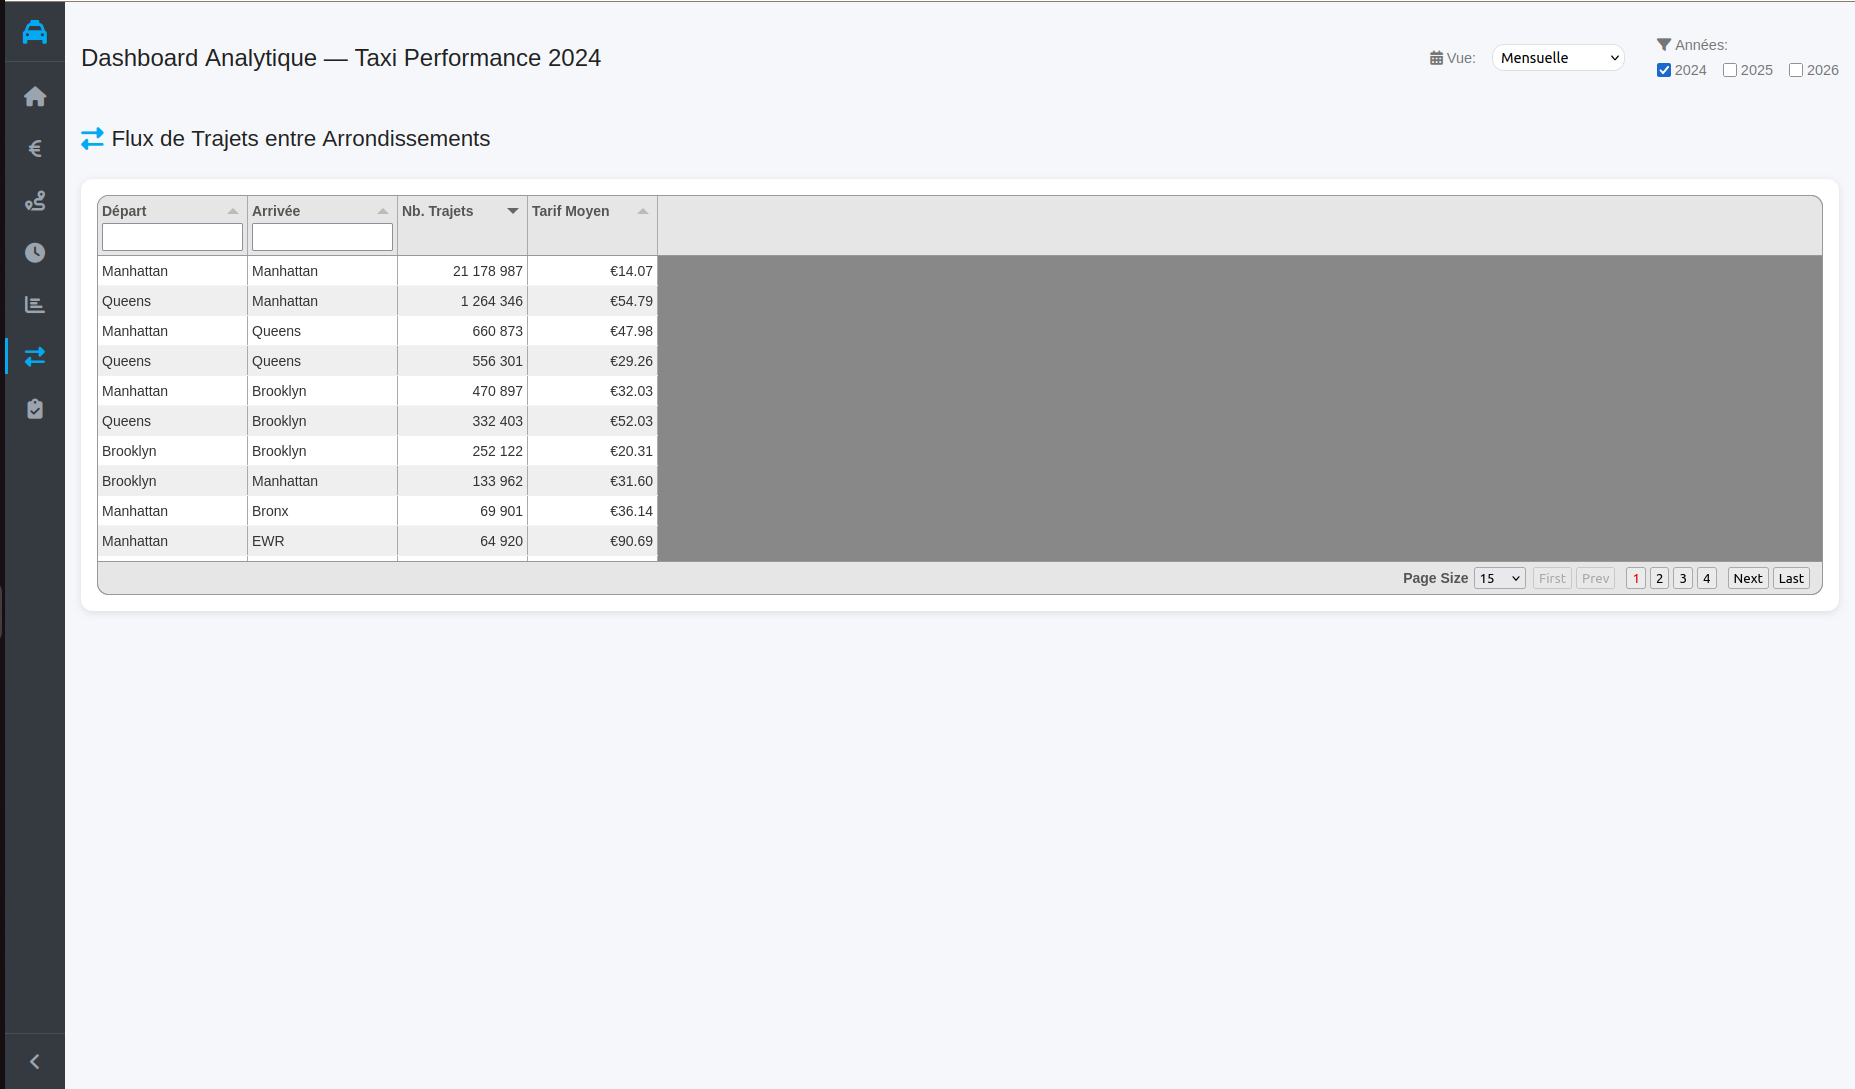 Dashboard Analytique — Taxi Performance 2024
Vue: Mensuelle
Années:
2024 2025 2026
Flux de Trajets entre Arrondissements
Départ Arrivée Nb. Trajets Tarif Moyen
Manhattan Manhattan 21 178 987 €14.07
Queens Manhattan 1 264 346 €54.79
Manhattan Queens 660 873 €47.98
Queens Queens 556 301 €29.26
Manhattan Brooklyn 470 897 €32.03
Queens Brooklyn 332 403 €52.03
Brooklyn Brooklyn 252 122 €20.31
Brooklyn Manhattan 133 962 €31.60
Manhattan Bronx 69 901 €36.14
Manhattan EWR 64 920 €90.69
Page Size 15 First Prev 1 2 3 4 Next Last